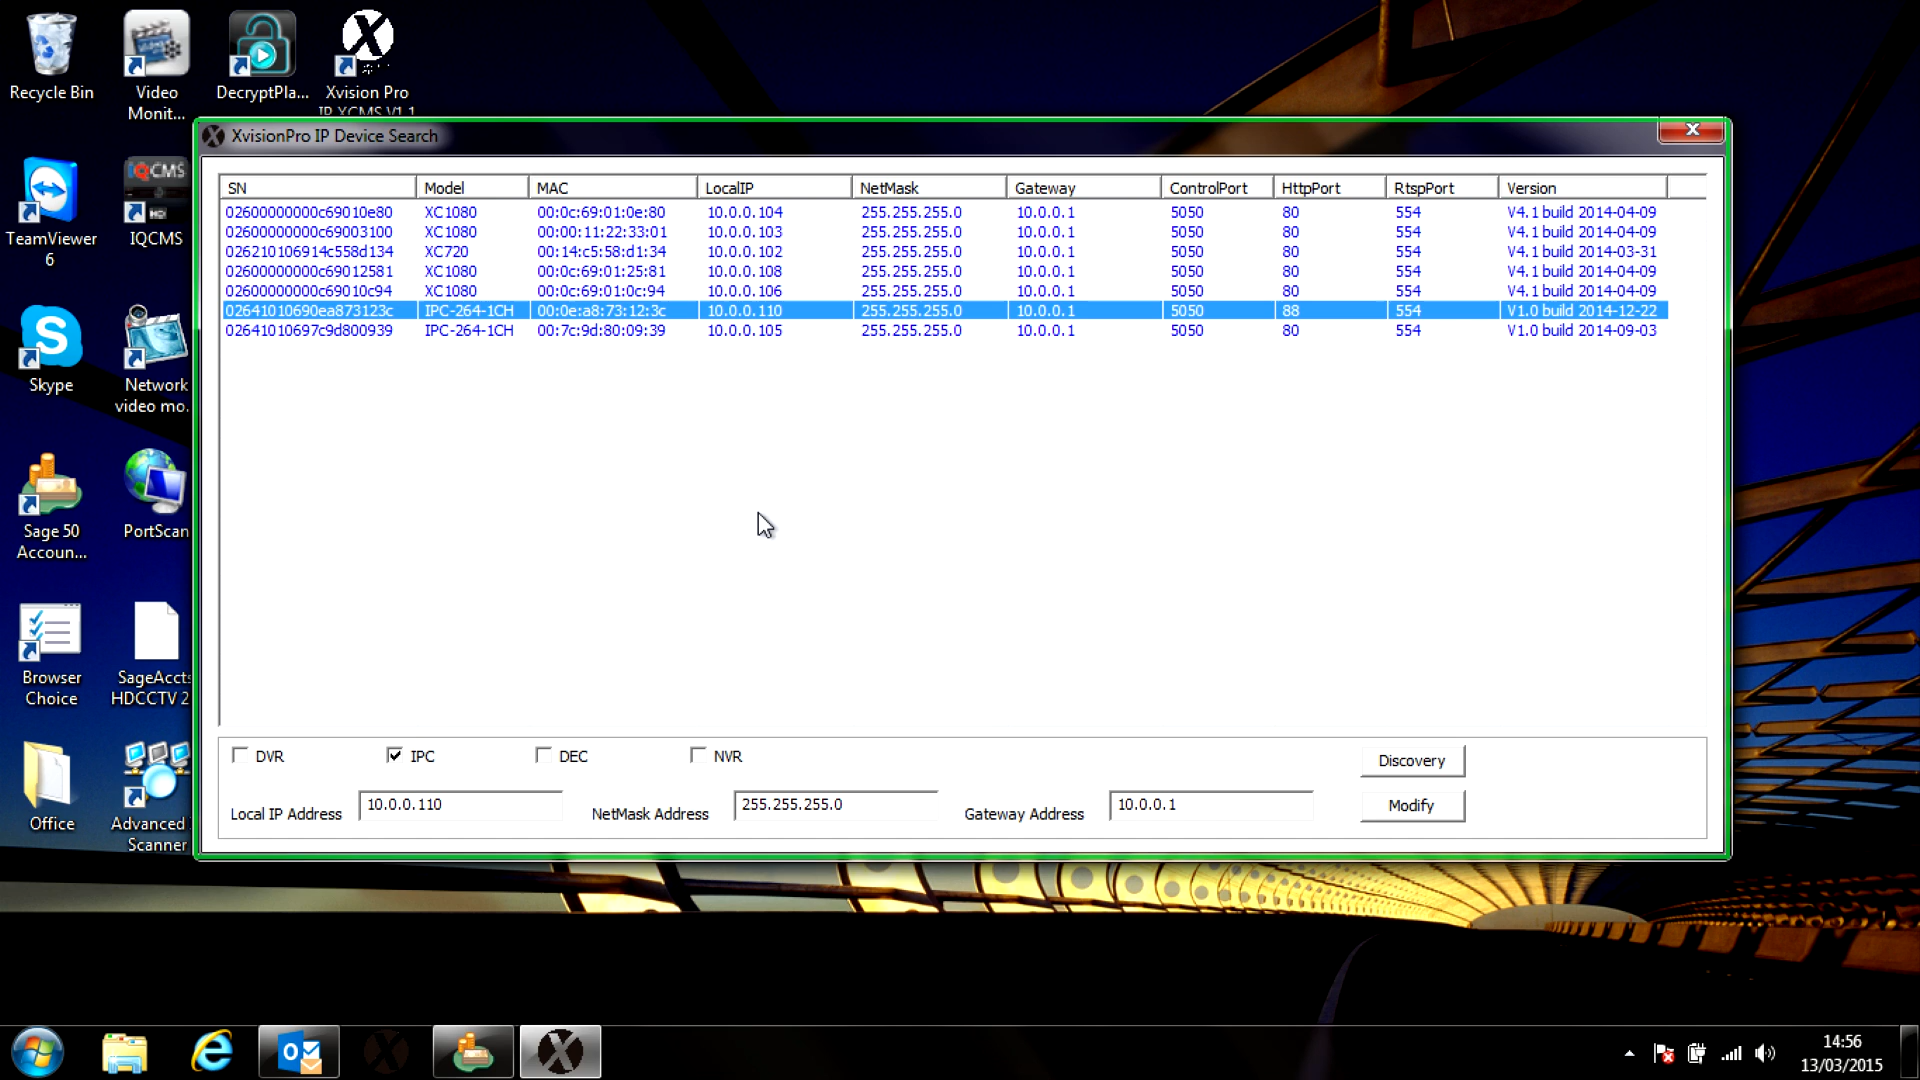 Recycle Bin
Video Monit...
DecryptPla...
Xvision Pro
IP XCMS V1.1
XvisionPro IP Device Search
SN Model MAC LocalIP NetMask Gateway ControlPort HttpPort RtspPort Version
02600000000c69010e80 XC1080 00:0c:69:01:0e:80 10.0.0.104 255.255.255.0 10.0.0.1 5050 80 554 V4.1 build 2014-04-09
02600000000c69003100 XC1080 00:00:11:22:33:01 10.0.0.103 255.255.255.0 10.0.0.1 5050 80 554 V4.1 build 2014-04-09
026210106914c558d134 XC720 00:14:c5:58:d1:34 10.0.0.102 255.255.255.0 10.0.0.1 5050 80 554 V4.1 build 2014-03-31
02600000000c69012581 XC1080 00:0c:69:01:25:81 10.0.0.108 255.255.255.0 10.0.0.1 5050 80 554 V4.1 build 2014-04-09
02600000000c69010c94 XC1080 00:0c:69:01:0c:94 10.0.0.106 255.255.255.0 10.0.0.1 5050 80 554 V4.1 build 2014-04-09
02641010690ea873123c IPC-264-1CH 00:0e:a8:73:12:3c 10.0.0.110 255.255.255.0 10.0.0.1 5050 88 554 V1.0 build 2014-12-22
02641010697c9d800939 IPC-264-1CH 00:7c:9d:80:09:39 10.0.0.105 255.255.255.0 10.0.0.1 5050 80 554 V1.0 build 2014-09-03
DVR IPC DEC NVR Discovery
Local IP Address 10.0.0.110 NetMask Address 255.255.255.0 Gateway Address 10.0.0.1 Modify
TeamViewer
6
IQCMS
IQCMS
HD
Skype
Network
video mo.
Sage 50
Accoun...
PortScan
Browser
Choice
SageAccts
HDCCTV 2
Office
Advanced
Scanner
14:56
13/03/2015